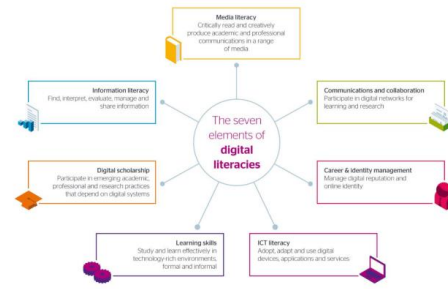 Media literacy
Critically read and creatively
produce academic and professional
communications in a range
of media
Information literacy
Find, interpret, evaluate, manage and
share information
Communications and collaboration
Participate in digital networks for
learning and research
The seven
elements of
digital
literacies
Digital scholarship
Participate in emerging academic,
professional and research practices
that depend on digital systems
Career & identity management
Manage digital reputation and
online identity
Learning skills
Study and learn effectively in
technology-rich environments,
formal and informal
ICT literacy
Adopt, adapt and use digital
devices, applications and services